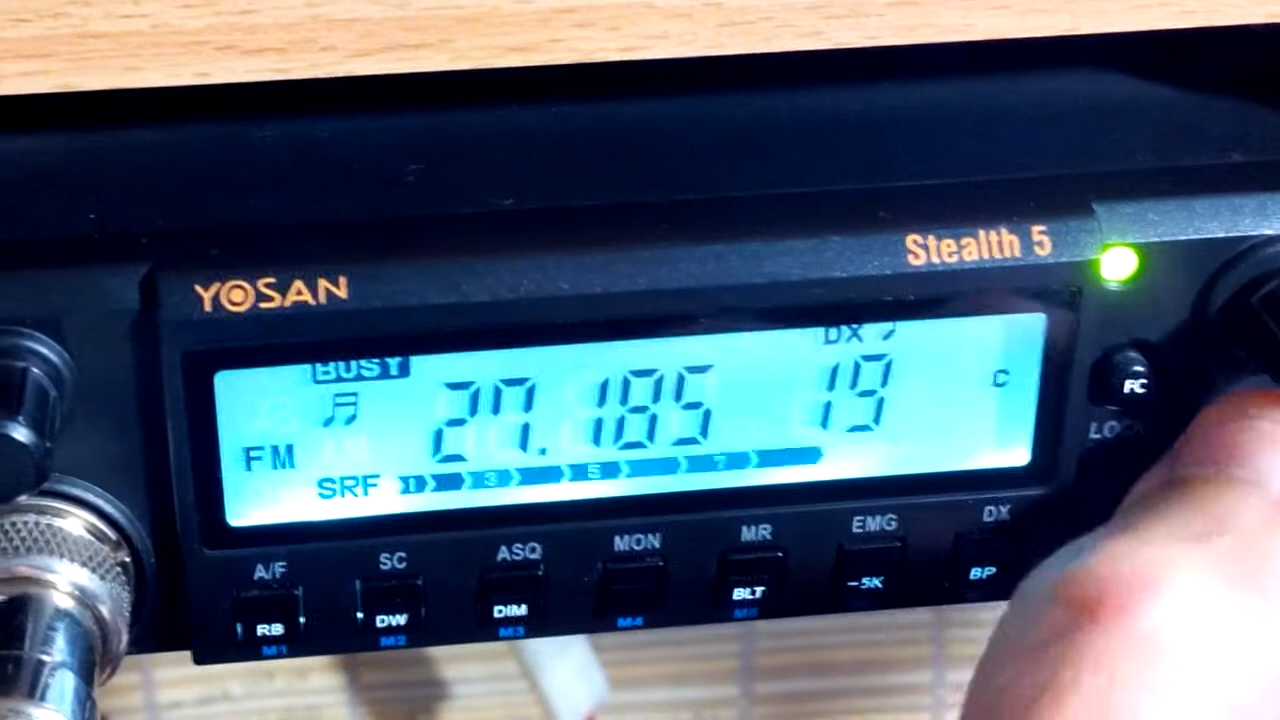 Stealth 5
YOSAN
BUSY DX
27.185 19 C
FM
SRF 1 3 5 7
FC
LOCK
A/F SC ASQ MON MR EMG DX
RB DW DIM BLT -5K BP
M1 M2 M3 M4 M5